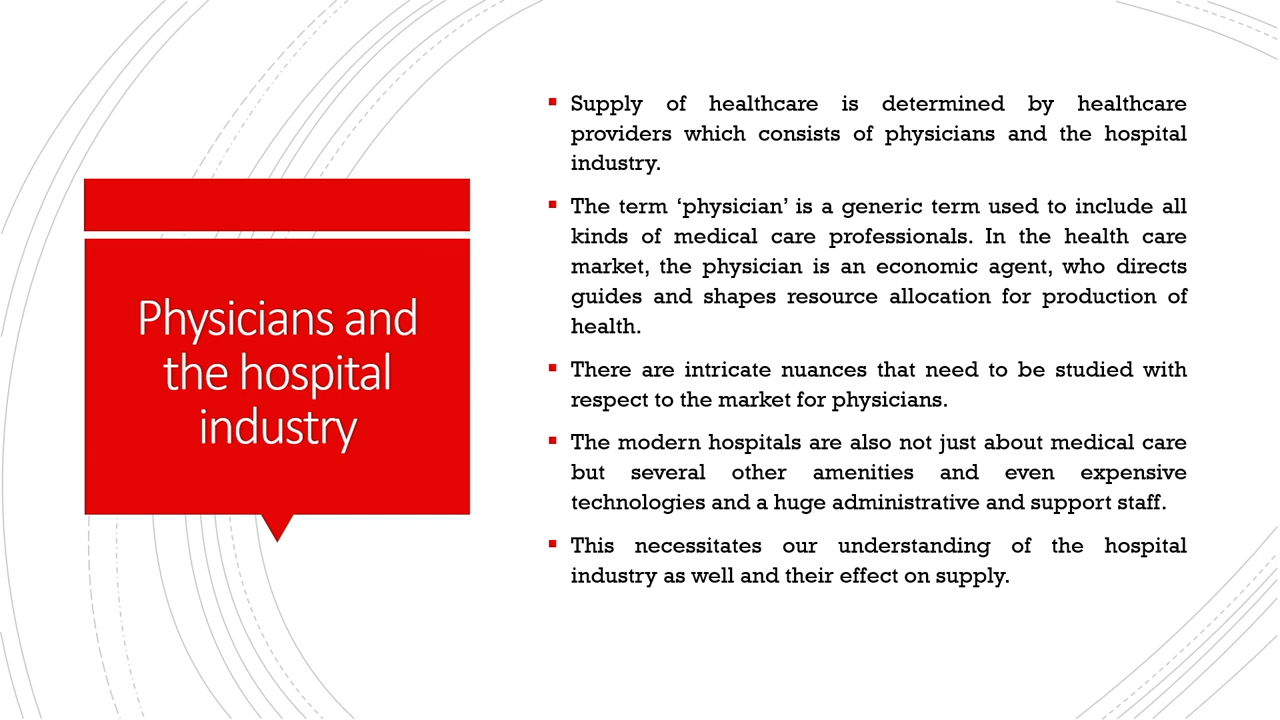 Physicians and
the hospital
industry
Supply of healthcare is determined by healthcare
providers which consists of physicians and the hospital
industry.
The term ‘physician’ is a generic term used to include all
kinds of medical care professionals. In the health care
market, the physician is an economic agent, who directs
guides and shapes resource allocation for production of
health.
There are intricate nuances that need to be studied with
respect to the market for physicians.
The modern hospitals are also not just about medical care
but several other amenities and even expensive
technologies and a huge administrative and support staff.
This necessitates our understanding of the hospital
industry as well and their effect on supply.